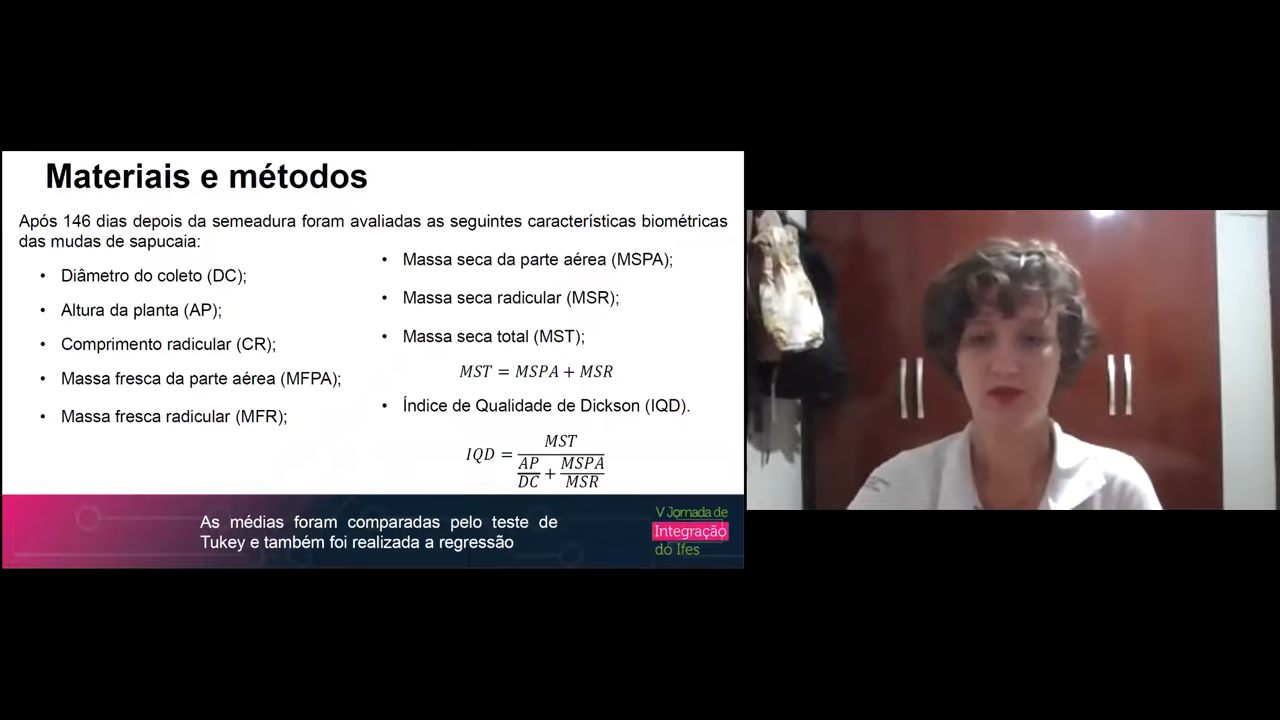 Materiais e métodos
Após 146 dias depois da semeadura foram avaliadas as seguintes características biométricas
das mudas de sapucaia:
• Diâmetro do coleto (DC);
• Altura da planta (AP);
• Comprimento radicular (CR);
• Massa fresca da parte aérea (MFPA);
• Massa fresca radicular (MFR);
• Massa seca da parte aérea (MSPA);
• Massa seca radicular (MSR);
• Massa seca total (MST);
MST = MSPA + MSR
• Índice de Qualidade de Dickson (IQD).
IQD = MST / (AP/DC + MSPA/MSR)
As médias foram comparadas pelo teste de
Tukey e também foi realizada a regressão
V Jornada de
Integração
do Ifes